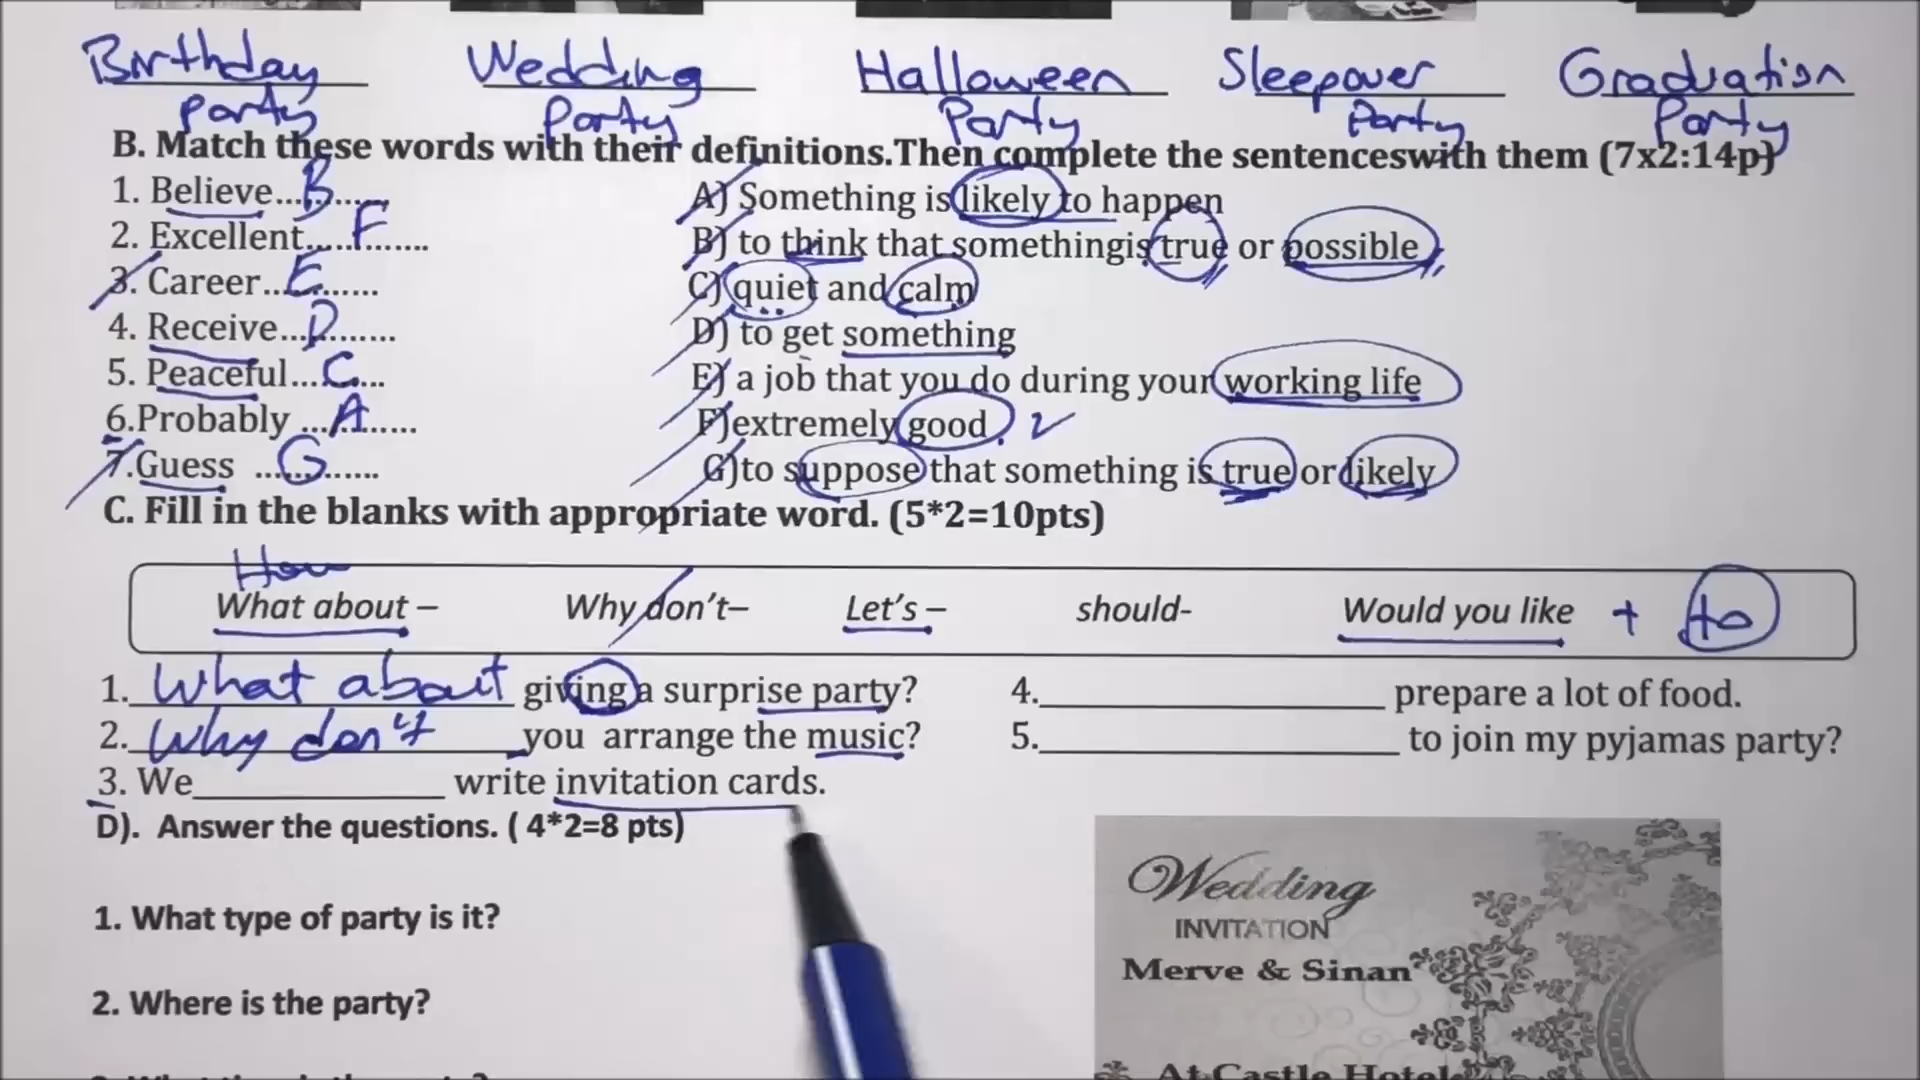 Birthday Wedding Halloween Sleepover Graduation
Party Party Party Party Party
B. Match these words with their definitions.Then complete the sentenceswith them (7x2:14p)
1. Believe...B...... A) Something is likely to happen
2. Excellent.....F....... B) to think that somethingis true or possible
3. Career...E......... C) quiet and calm
4. Receive....D........ D) to get something
5. Peaceful....C.... E) a job that you do during your working life
6.Probably ...A...... F)extremely good
7.Guess ....G...... G)to suppose that something is true or likely
C. Fill in the blanks with appropriate word. (5*2=10pts)
How
What about – Why don't– Let's – should- Would you like + to
1. What about giving a surprise party? 4.________________ prepare a lot of food.
2. Why don't you arrange the music? 5.________________ to join my pyjamas party?
3. We____________ write invitation cards.
D). Answer the questions. ( 4*2=8 pts)
1. What type of party is it?
2. Where is the party?
Wedding
INVITATION
Merve & Sinan
At Castle Hotel